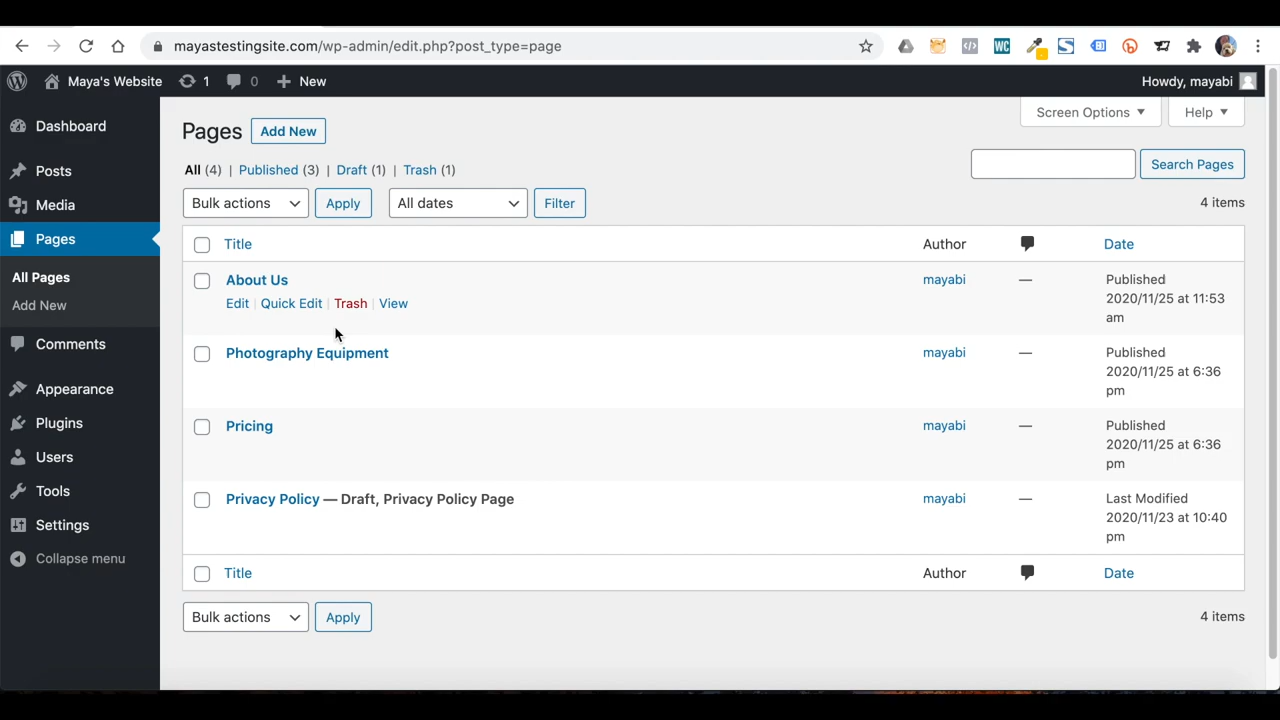 mayastestingsite.com/wp-admin/edit.php?post_type=page
WC
Maya's Website 1 0 New Howdy, mayabi
Dashboard
Posts
Media
Pages
All Pages
Add New
Comments
Appearance
Plugins
Users
Tools
Settings
Collapse menu
Screen Options Help
Pages Add New
All (4) | Published (3) | Draft (1) | Trash (1)
Search Pages
Bulk actions Apply All dates Filter 4 items
Title Author Date
About Us mayabi — Published
2020/11/25 at 11:53
am
Edit | Quick Edit | Trash | View
Photography Equipment mayabi — Published
2020/11/25 at 6:36
pm
Pricing mayabi — Published
2020/11/25 at 6:36
pm
Privacy Policy — Draft, Privacy Policy Page mayabi — Last Modified
2020/11/23 at 10:40
pm
Title Author Date
Bulk actions Apply 4 items